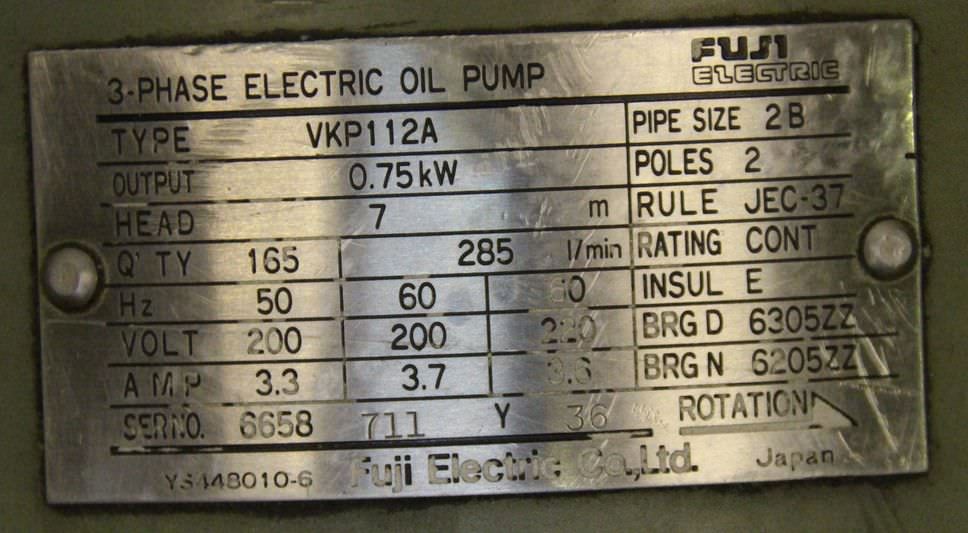 FUJI
ELECTRIC
3-PHASE ELECTRIC OIL PUMP
TYPE VKP112A PIPE SIZE 2B
OUTPUT 0.75kW POLES 2
HEAD 7 m RULE JEC-37
Q'TY 165 285 l/min RATING CONT
Hz 50 60 60 INSUL E
VOLT 200 200 220 BRG D 6305ZZ
AMP 3.3 3.7 3.6 BRG N 6205ZZ
SER NO. 6658 711 Y 36 ROTATION
YS448010-6 Fuji Electric Co.,Ltd. Japan